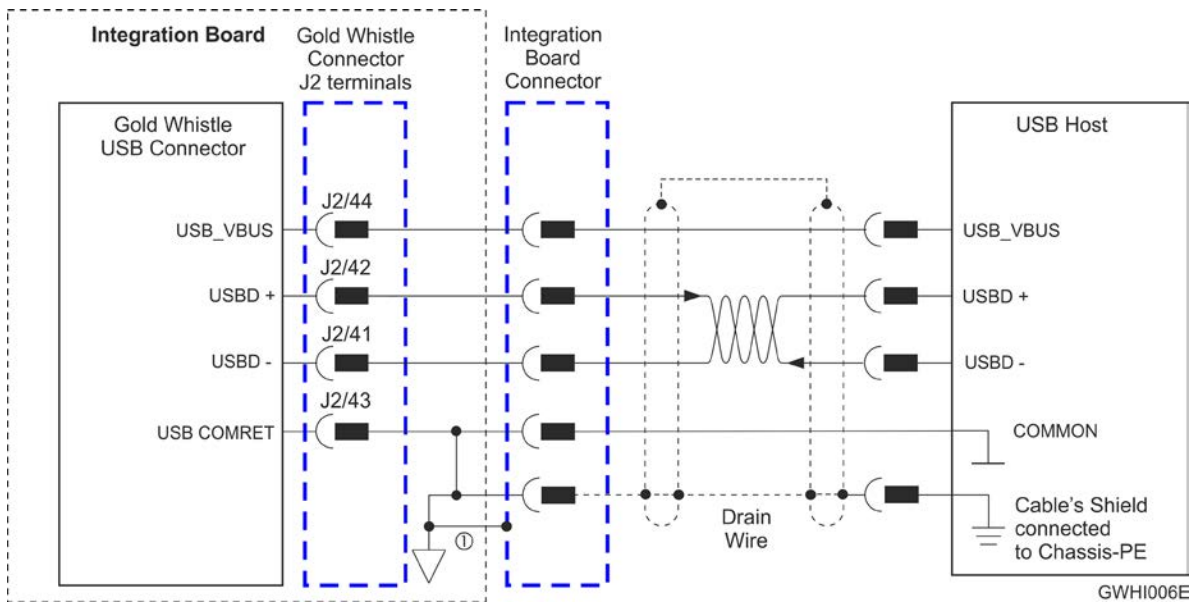 Integration Board
Gold Whistle
Connector
J2 terminals
Integration
Board
Connector
Gold Whistle
USB Connector
USB Host
J2/44
USB_VBUS
USB_VBUS
J2/42
USBD +
USBD +
J2/41
USBD -
USBD -
J2/43
USB COMRET
COMMON
①
Drain
Wire
Cable's Shield
connected
to Chassis-PE
GWHI006E